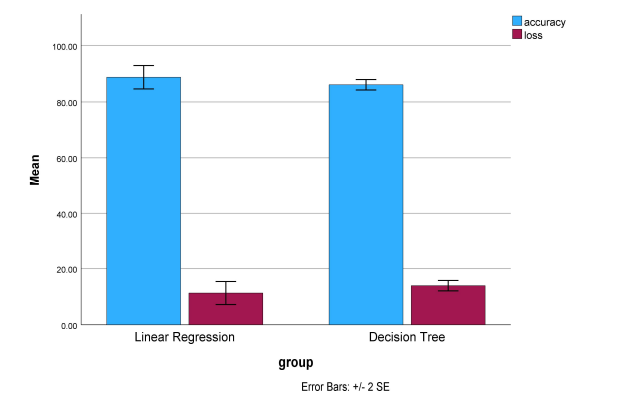 accuracy
loss
Mean
100.00
80.00
60.00
40.00
20.00
0.00
Linear Regression
Decision Tree
group
Error Bars: +/- 2 SE